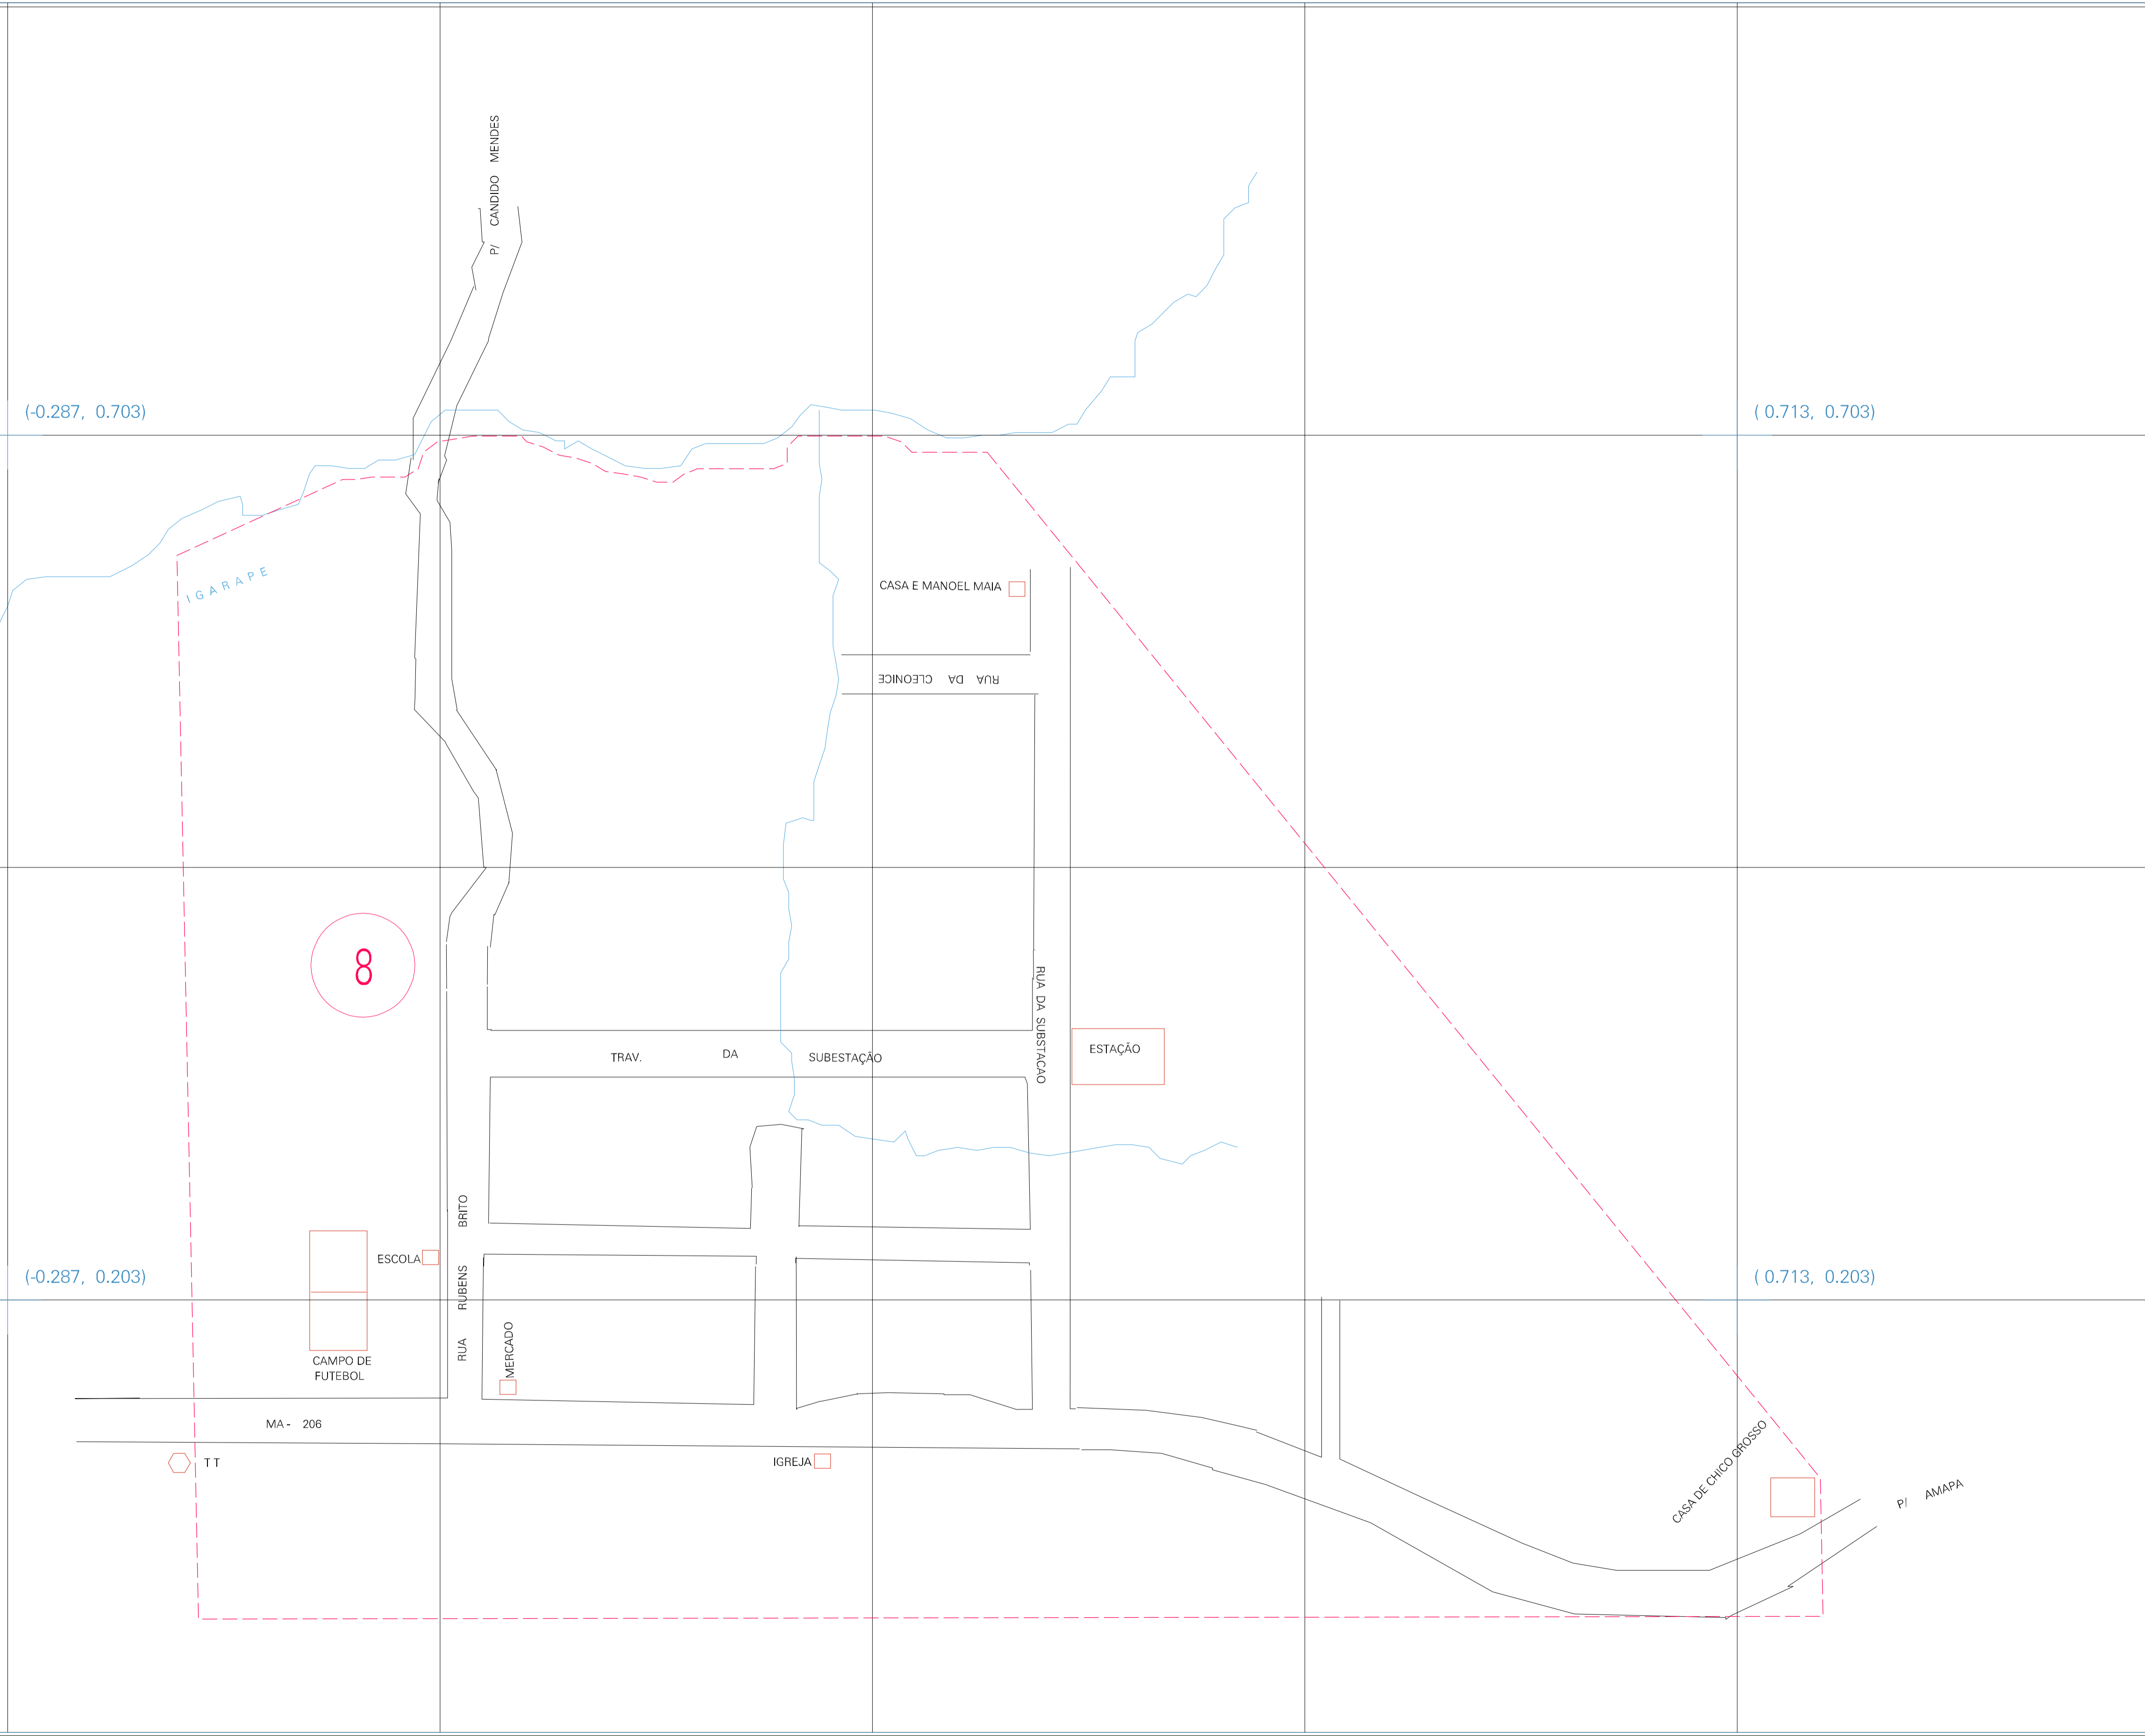 P/ CANDIDO MENDES
(-0.287, 0.703)
( 0.713, 0.703)
IGARAPE
CASA E MANOEL MAIA
RUA DA CLEONICE
8
RUA DA SUBSTACAO
TRAV. DA SUBESTAÇÃO
ESTAÇÃO
RUA RUBENS BRITO
ESCOLA
(-0.287, 0.203)
( 0.713, 0.203)
MERCADO
CAMPO DE
FUTEBOL
MA - 206
T T
IGREJA
CASA DE CHICO GROSSO
P/ AMAPA